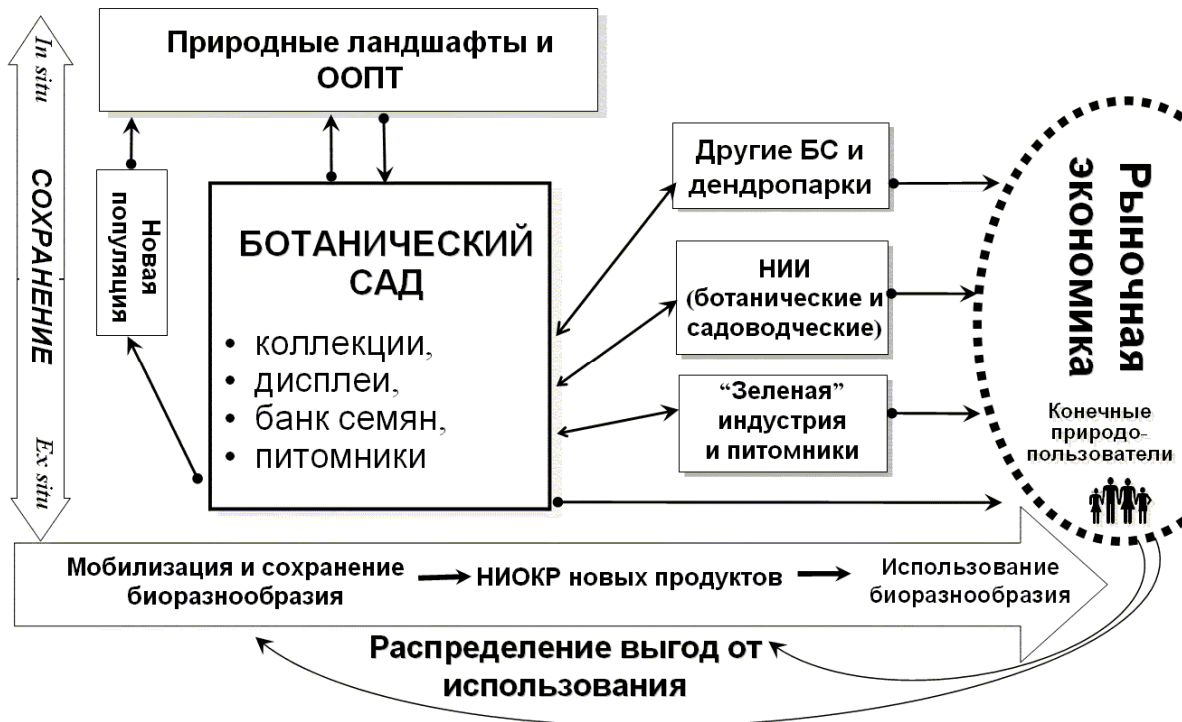 In situ
СОХРАНЕНИЕ
Ex situ
Природные ландшафты и
ООПТ
Новая
популяция
БОТАНИЧЕСКИЙ
САД
• коллекции,
• дисплеи,
• банк семян,
• питомники
Другие БС и
дендропарки
НИИ
(ботанические и
садоводческие)
“Зеленая”
индустрия
и питомники
Рыночная
экономика
Конечные
природо-
пользователи
Мобилизация и сохранение
биоразнообразия
НИОКР новых продуктов
Использование
биоразнообразия
Распределение выгод от
использования